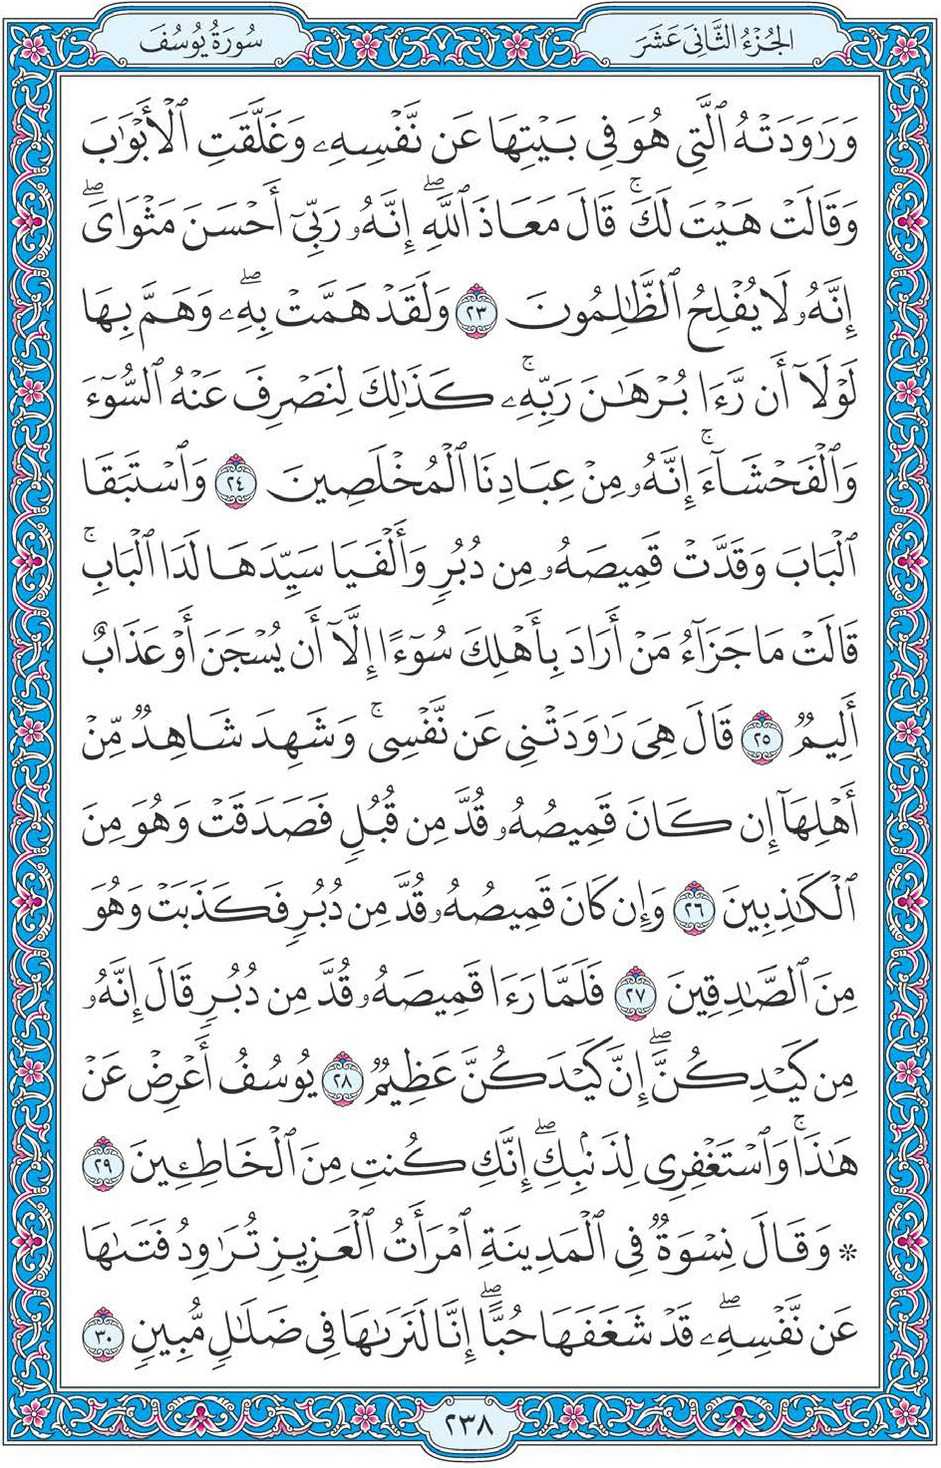 الجُزْءُ الثَّانِيَ عَشَرَ
سُورَةُ يُوسُفَ
وَرَٰوَدَتْهُ ٱلَّتِي هُوَ فِي بَيْتِهَا عَن نَّفْسِهِۦ وَغَلَّقَتِ ٱلْأَبْوَٰبَ
وَقَالَتْ هَيْتَ لَكَۚ قَالَ مَعَاذَ ٱللَّهِۖ إِنَّهُۥ رَبِّيٓ أَحْسَنَ مَثْوَايَۖ
إِنَّهُۥ لَا يُفْلِحُ ٱلظَّٰلِمُونَ ٢٣ وَلَقَدْ هَمَّتْ بِهِۦۖ وَهَمَّ بِهَا
لَوْلَآ أَن رَّءَا بُرْهَٰنَ رَبِّهِۦۚ كَذَٰلِكَ لِنَصْرِفَ عَنْهُ ٱلسُّوٓءَ
وَٱلْفَحْشَآءَۚ إِنَّهُۥ مِنْ عِبَادِنَا ٱلْمُخْلَصِينَ ٢٤ وَٱسْتَبَقَا
ٱلْبَابَ وَقَدَّتْ قَمِيصَهُۥ مِن دُبُرٍ وَأَلْفَيَا سَيِّدَهَا لَدَا ٱلْبَابِۚ
قَالَتْ مَا جَزَآءُ مَنْ أَرَادَ بِأَهْلِكَ سُوٓءًا إِلَّآ أَن يُسْجَنَ أَوْ عَذَابٌ
أَلِيمٌ ٢٥ قَالَ هِيَ رَٰوَدَتْنِي عَن نَّفْسِيۚ وَشَهِدَ شَاهِدٌ مِّنْ
أَهْلِهَآ إِن كَانَ قَمِيصُهُۥ قُدَّ مِن قُبُلٍ فَصَدَقَتْ وَهُوَ مِنَ
ٱلْكَٰذِبِينَ ٢٦ وَإِن كَانَ قَمِيصُهُۥ قُدَّ مِن دُبُرٍ فَكَذَبَتْ وَهُوَ
مِنَ ٱلصَّٰدِقِينَ ٢٧ فَلَمَّا رَءَا قَمِيصَهُۥ قُدَّ مِن دُبُرٍ قَالَ إِنَّهُۥ
مِن كَيْدِكُنَّۖ إِنَّ كَيْدَكُنَّ عَظِيمٌ ٢٨ يُوسُفُ أَعْرِضْ عَنْ
هَٰذَاۚ وَٱسْتَغْفِرِي لِذَنۢبِكِۖ إِنَّكِ كُنتِ مِنَ ٱلْخَاطِـِٔينَ ٢٩
۞ وَقَالَ نِسْوَةٌ فِي ٱلْمَدِينَةِ ٱمْرَأَتُ ٱلْعَزِيزِ تُرَٰوِدُ فَتَىٰهَا
عَن نَّفْسِهِۦۖ قَدْ شَغَفَهَا حُبًّاۖ إِنَّا لَنَرَىٰهَا فِي ضَلَٰلٍ مُّبِينٍ ٣٠
٢٣٨